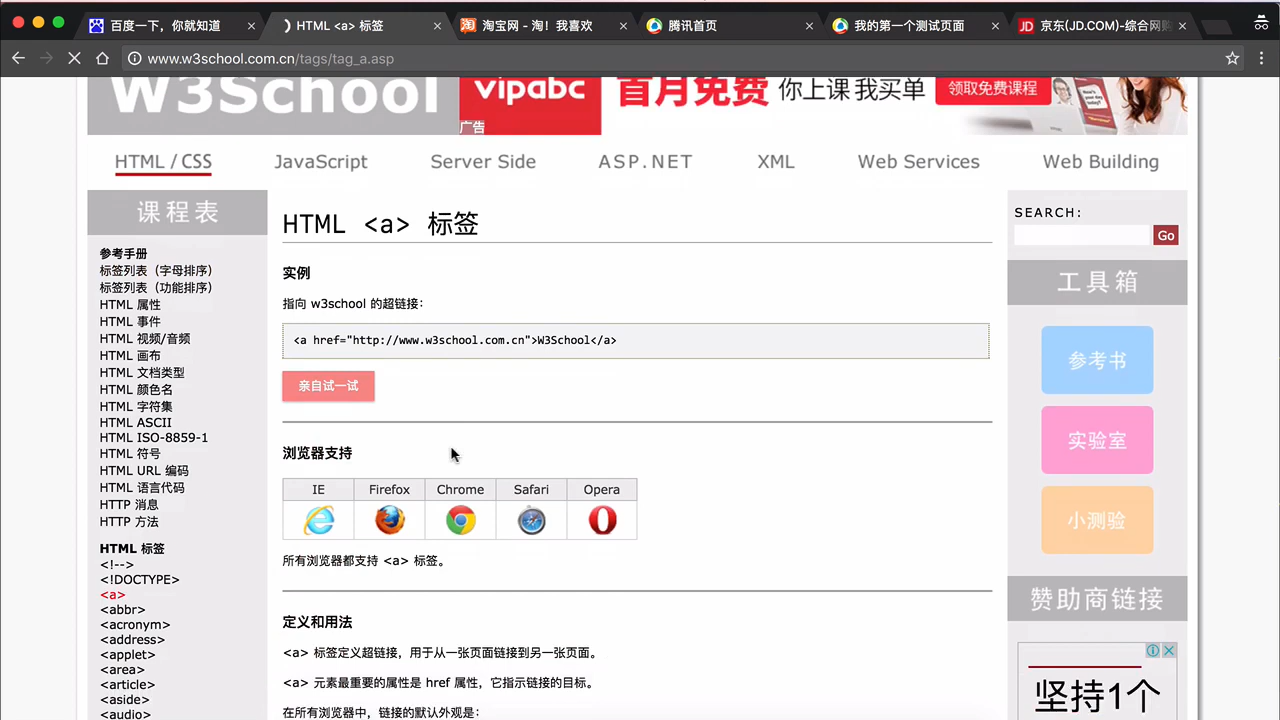 百度一下，你就知道
HTML <a> 标签
淘宝网 - 淘！我喜欢
腾讯首页
我的第一个测试页面
JD 京东(JD.COM)-综合网购
www.w3school.com.cn/tags/tag_a.asp
W3School
vipabc
广告
首月免费 你上课 我买单
领取免费课程
HTML / CSS
JavaScript
Server Side
ASP.NET
XML
Web Services
Web Building
课程表
参考手册
标签列表（字母排序）
标签列表（功能排序）
HTML 属性
HTML 事件
HTML 视频/音频
HTML 画布
HTML 文档类型
HTML 颜色名
HTML 字符集
HTML ASCII
HTML ISO-8859-1
HTML 符号
HTML URL 编码
HTML 语言代码
HTTP 消息
HTTP 方法
HTML 标签
<!-->
<!DOCTYPE>
<a>
<abbr>
<acronym>
<address>
<applet>
<area>
<article>
<aside>
<audio>
HTML <a> 标签
实例
指向 w3school 的超链接：
<a href="http://www.w3school.com.cn">W3School</a>
亲自试一试
浏览器支持
IE Firefox Chrome Safari Opera
所有浏览器都支持 <a> 标签。
定义和用法
<a> 标签定义超链接，用于从一张页面链接到另一张页面。
<a> 元素最重要的属性是 href 属性，它指示链接的目标。
在所有浏览器中，链接的默认外观是：
SEARCH:
Go
工具箱
参考书
实验室
小测验
赞助商链接
坚持1个